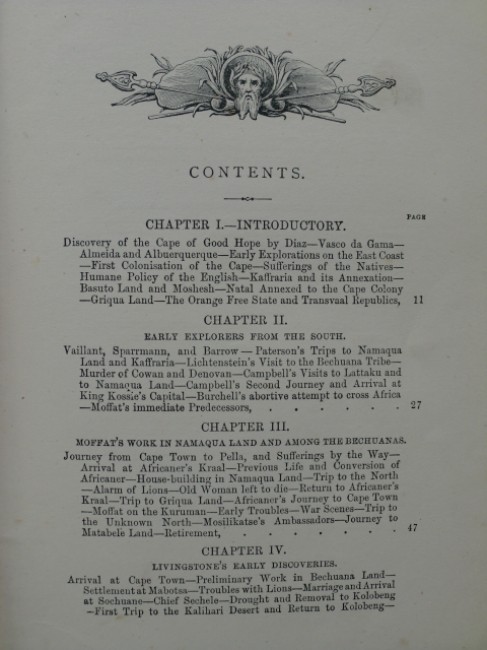 CONTENTS.
PAGE
CHAPTER I.—INTRODUCTORY.
Discovery of the Cape of Good Hope by Diaz—Vasco da Gama—
Almeida and Albuerquerque—Early Explorations on the East Coast
—First Colonisation of the Cape—Sufferings of the Natives—
Humane Policy of the English—Kaffraria and its Annexation—
Basuto Land and Moshesh—Natal Annexed to the Cape Colony
—Griqua Land—The Orange Free State and Transvaal Republics, 11
CHAPTER II.
EARLY EXPLORERS FROM THE SOUTH.
Vaillant, Sparrmann, and Barrow—Paterson's Trips to Namaqua
Land and Kaffraria—Lichtenstein's Visit to the Bechuana Tribe—
Murder of Cowan and Denovan—Campbell's Visits to Lattaku and
to Namaqua Land—Campbell's Second Journey and Arrival at
King Kossie's Capital—Burchell's abortive attempt to cross Africa
—Moffat's immediate Predecessors, . . . . . . 27
CHAPTER III.
MOFFAT'S WORK IN NAMAQUA LAND AND AMONG THE BECHUANAS.
Journey from Cape Town to Pella, and Sufferings by the Way—
Arrival at Africaner's Kraal—Previous Life and Conversion of
Africaner—House-building in Namaqua Land—Trip to the North
—Alarm of Lions—Old Woman left to die—Return to Africaner's
Kraal—Trip to Griqua Land—Africaner's Journey to Cape Town
—Moffat on the Kuruman—Early Troubles—War Scenes—Trip to
the Unknown North—Mosilikatse's Ambassadors—Journey to
Matabele Land—Retirement, . . . . . . . 47
CHAPTER IV.
LIVINGSTONE'S EARLY DISCOVERIES.
Arrival at Cape Town—Preliminary Work in Bechuana Land—
Settlement at Mabotsa—Troubles with Lions—Marriage and Arrival
at Sochuane—Chief Sechele—Drought and Removal to Kolobeng
—First Trip to the Kalihari Desert and Return to Kolobeng—